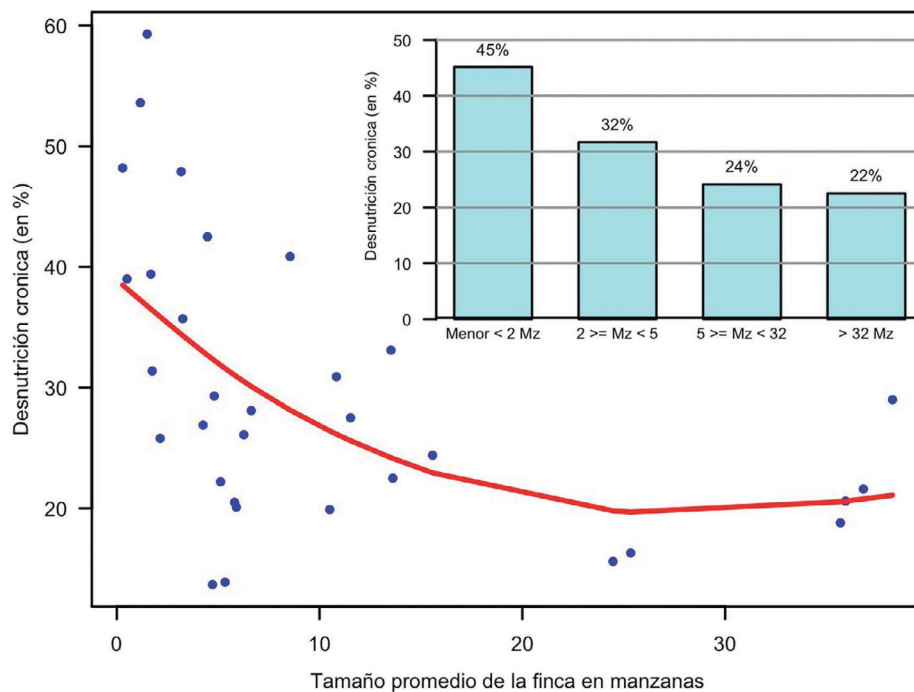 Desnutrición cronica (en %)
60
50
40
30
20
0
10
20
30
Tamaño promedio de la finca en manzanas
Desnutrición cronica (en %)
50
40
30
20
10
0
45%
32%
24%
22%
Menor < 2 Mz
2 >= Mz < 5
5 >= Mz < 32
> 32 Mz